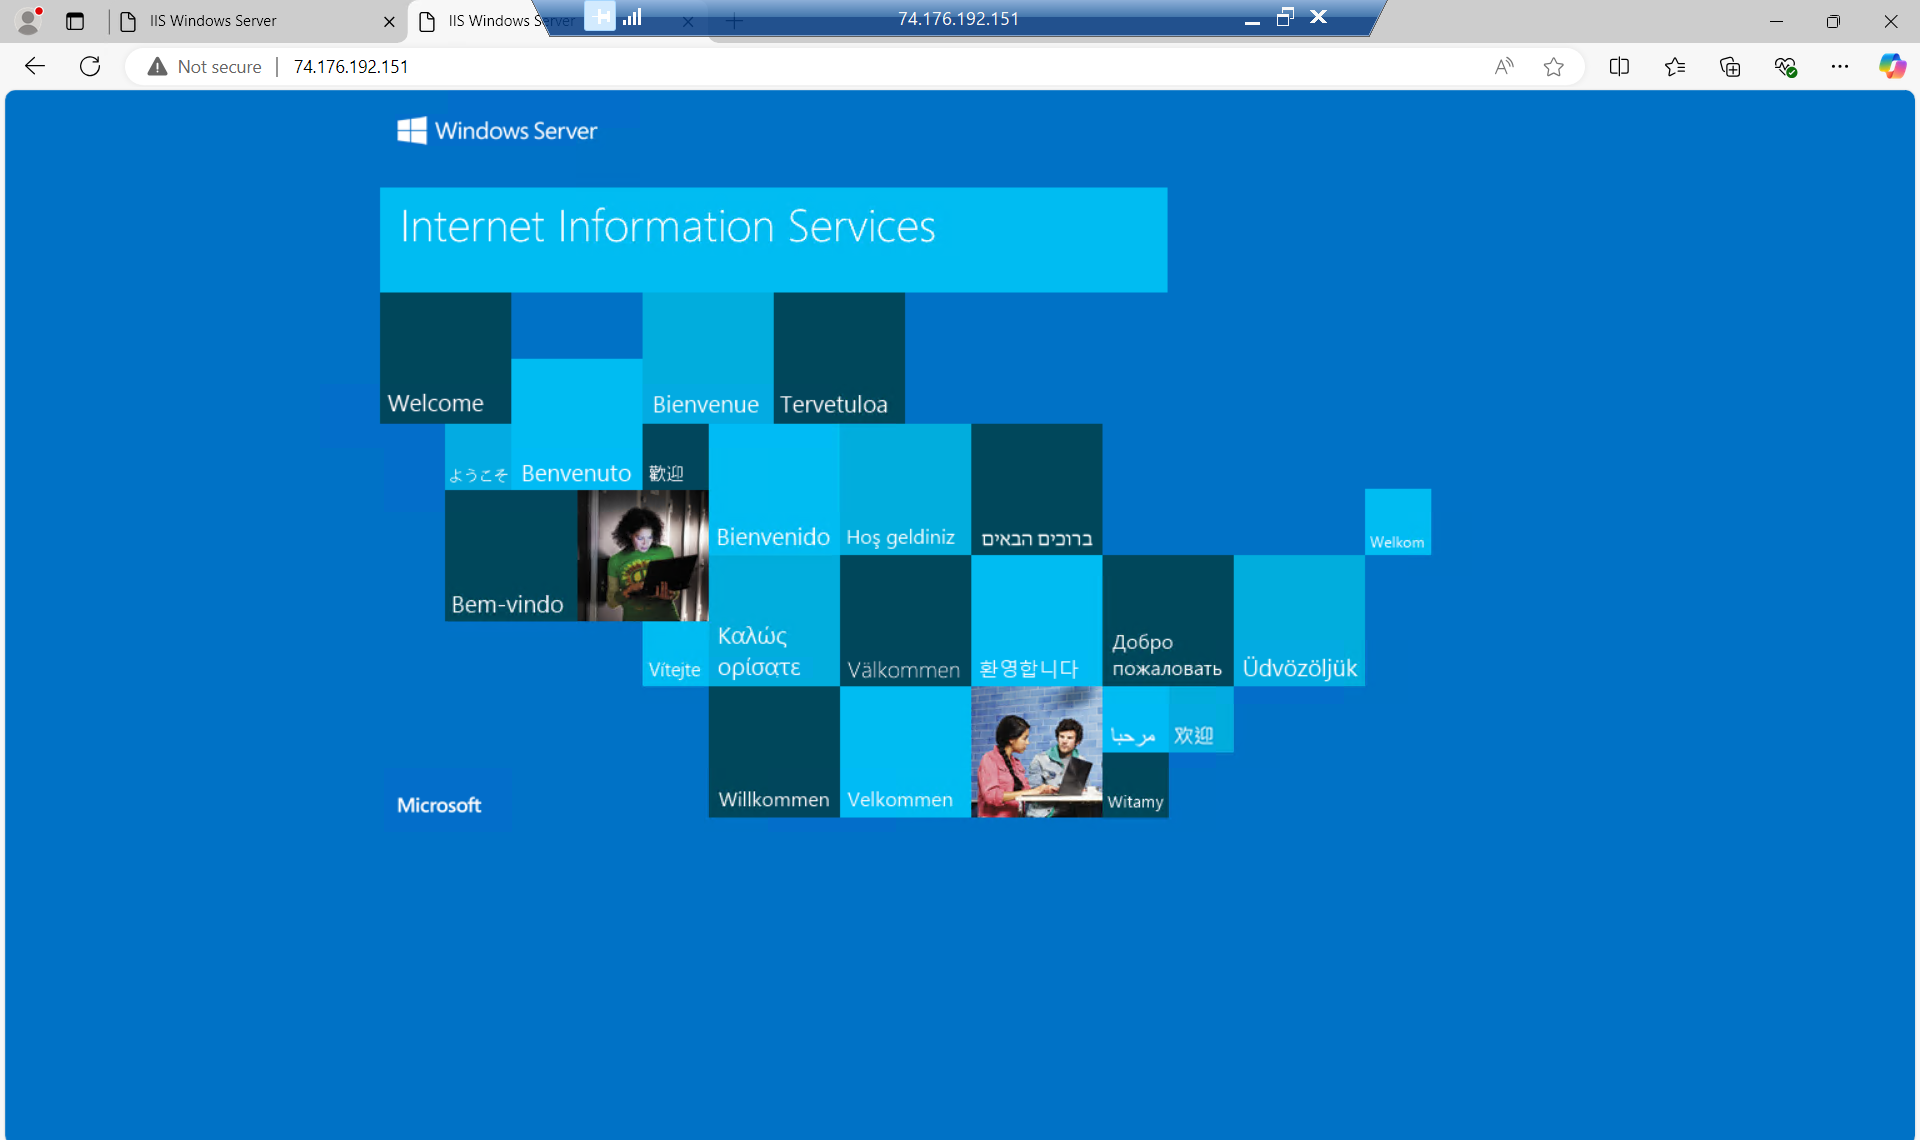 IIS Windows Server
IIS Windows Server
74.176.192.151
Not secure
74.176.192.151
Windows Server
Internet Information Services
Welcome
Bienvenue
Tervetuloa
ようこそ
Benvenuto
歡迎
Bienvenido
Hoş geldiniz
ברוכים הבאים
Welkom
Bem-vindo
Vítejte
Καλώς
ορίσατε
Välkommen
환영합니다
Добро
пожаловать
Üdvözöljük
مرحبا
欢迎
Willkommen
Velkommen
Witamy
Microsoft